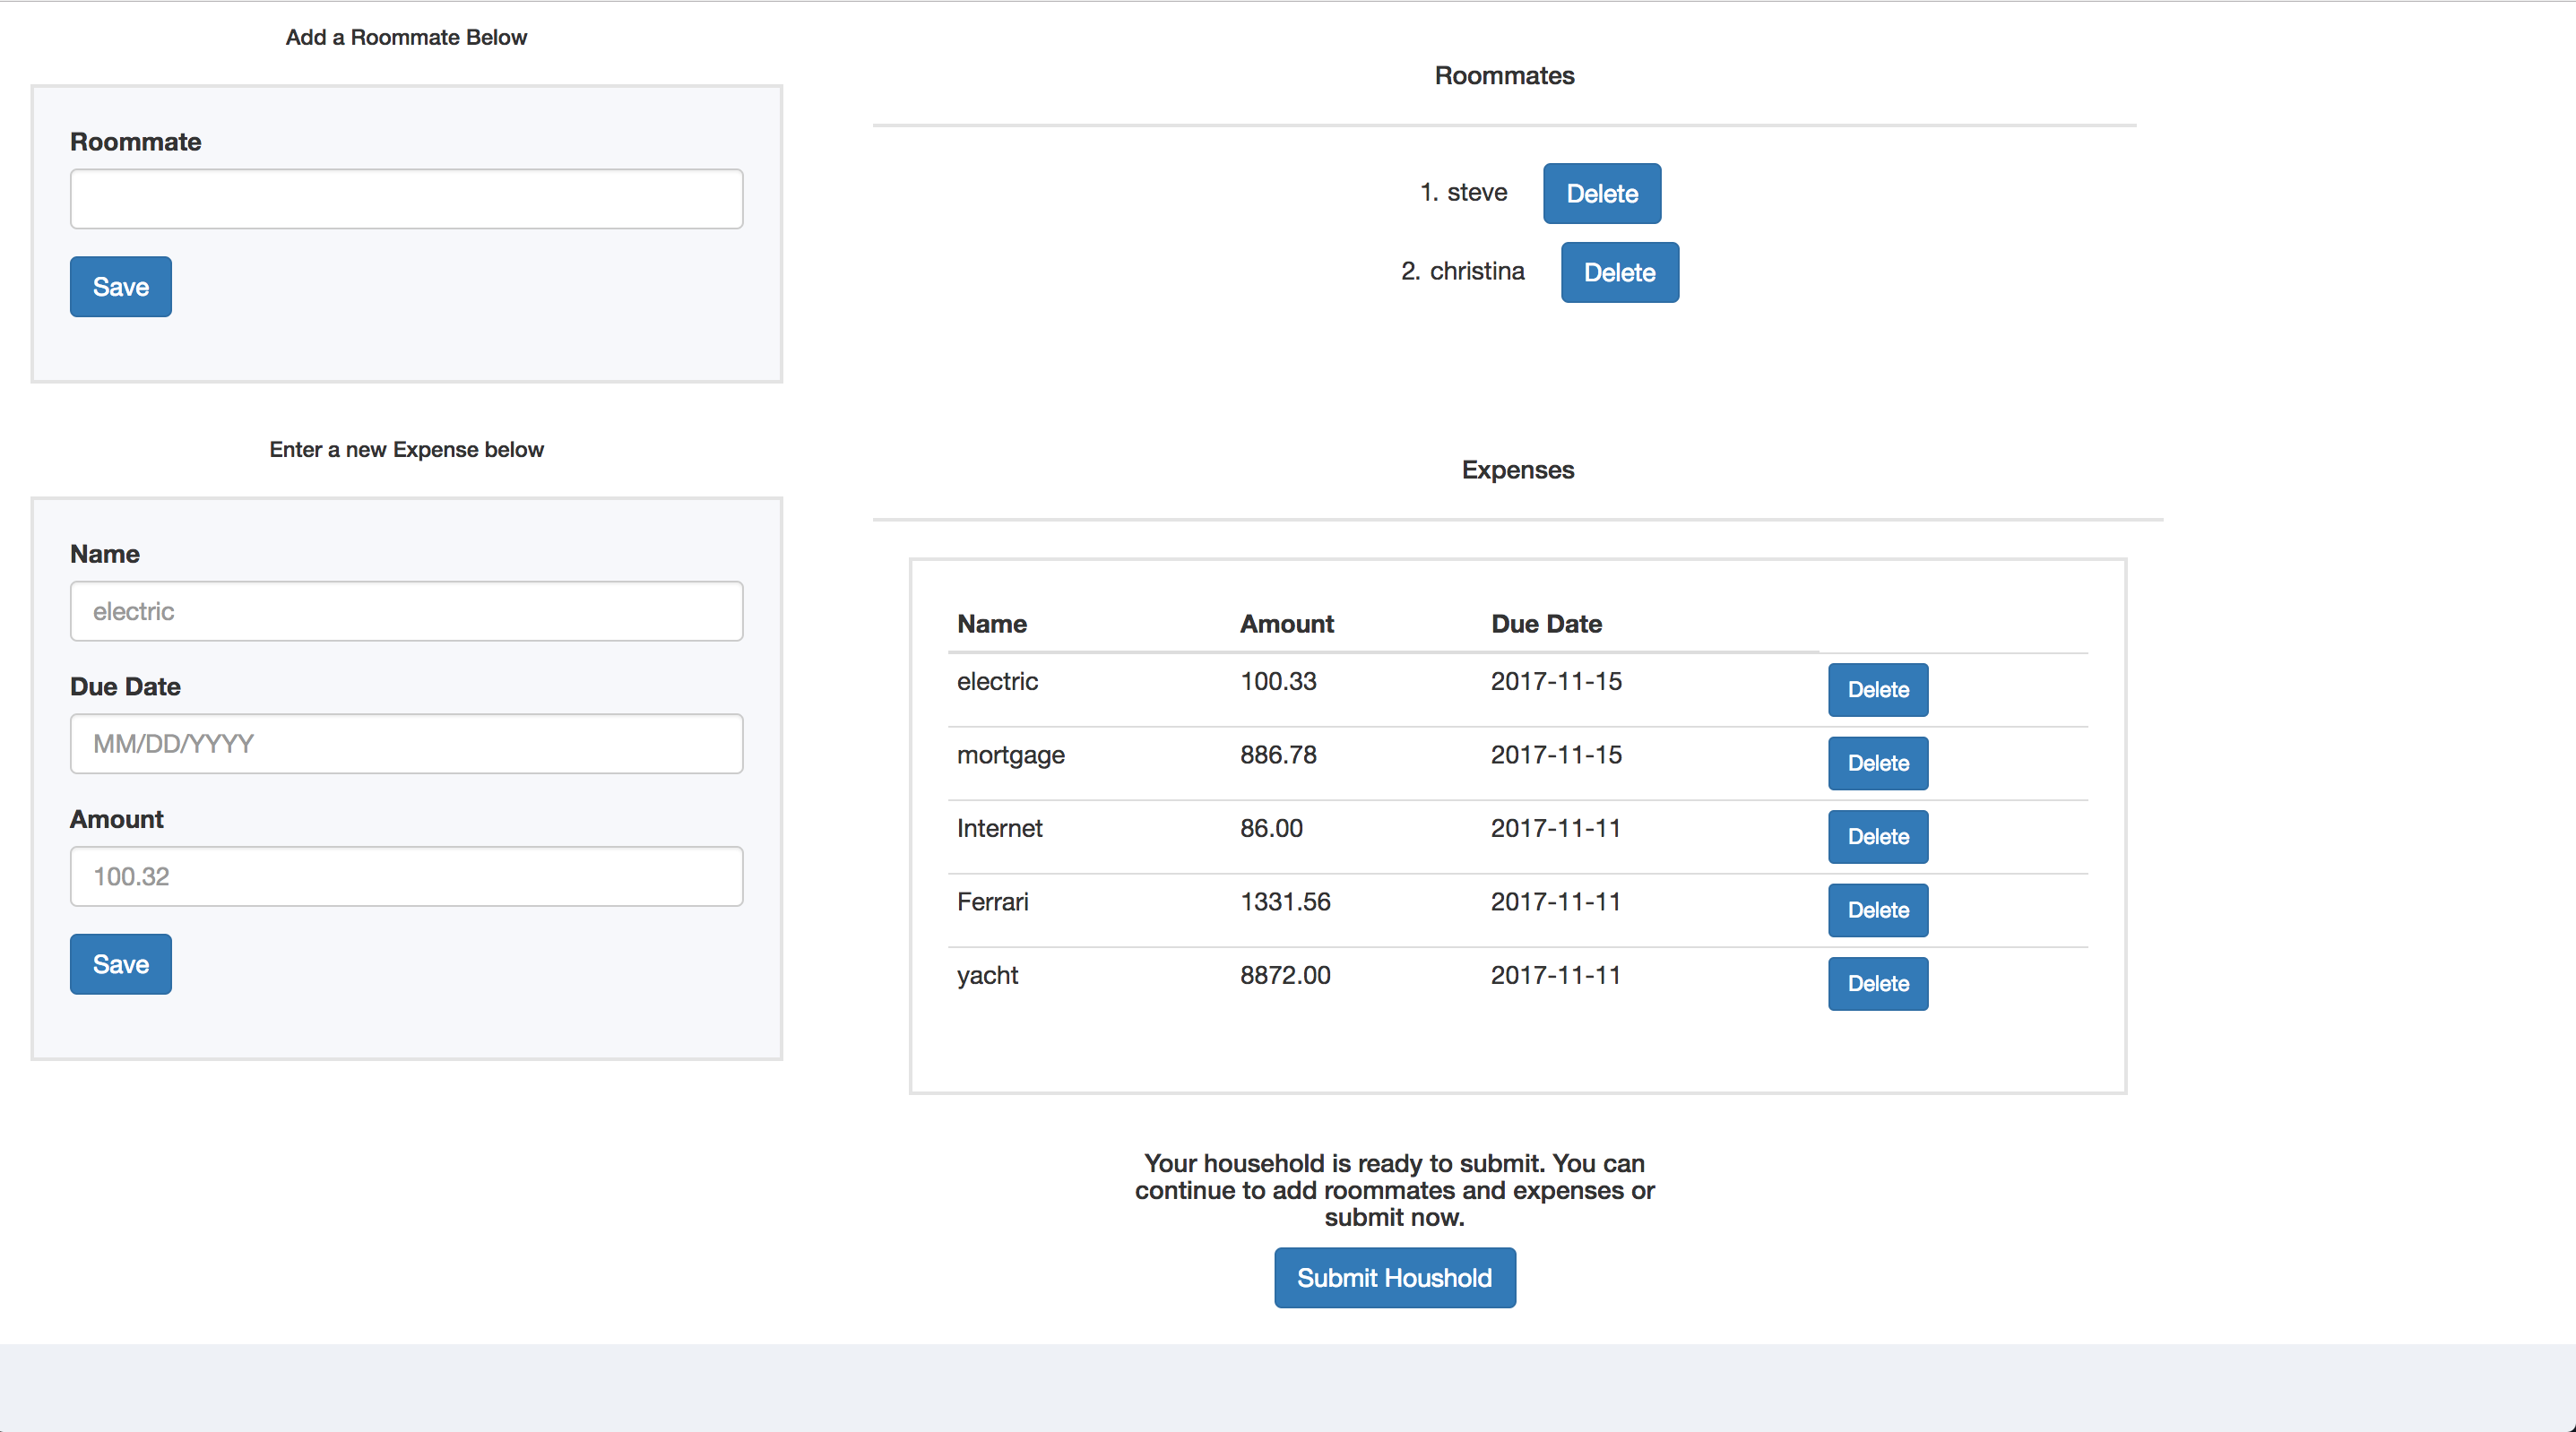 Add a Roommate Below
Roommate
Save
Enter a new Expense below
Name
electric
Due Date
MM/DD/YYYY
Amount
100.32
Save
Roommates
1. steve Delete
2. christina Delete
Expenses
Name Amount Due Date
electric 100.33 2017-11-15 Delete
mortgage 886.78 2017-11-15 Delete
Internet 86.00 2017-11-11 Delete
Ferrari 1331.56 2017-11-11 Delete
yacht 8872.00 2017-11-11 Delete
Your household is ready to submit. You can
continue to add roommates and expenses or
submit now.
Submit Houshold